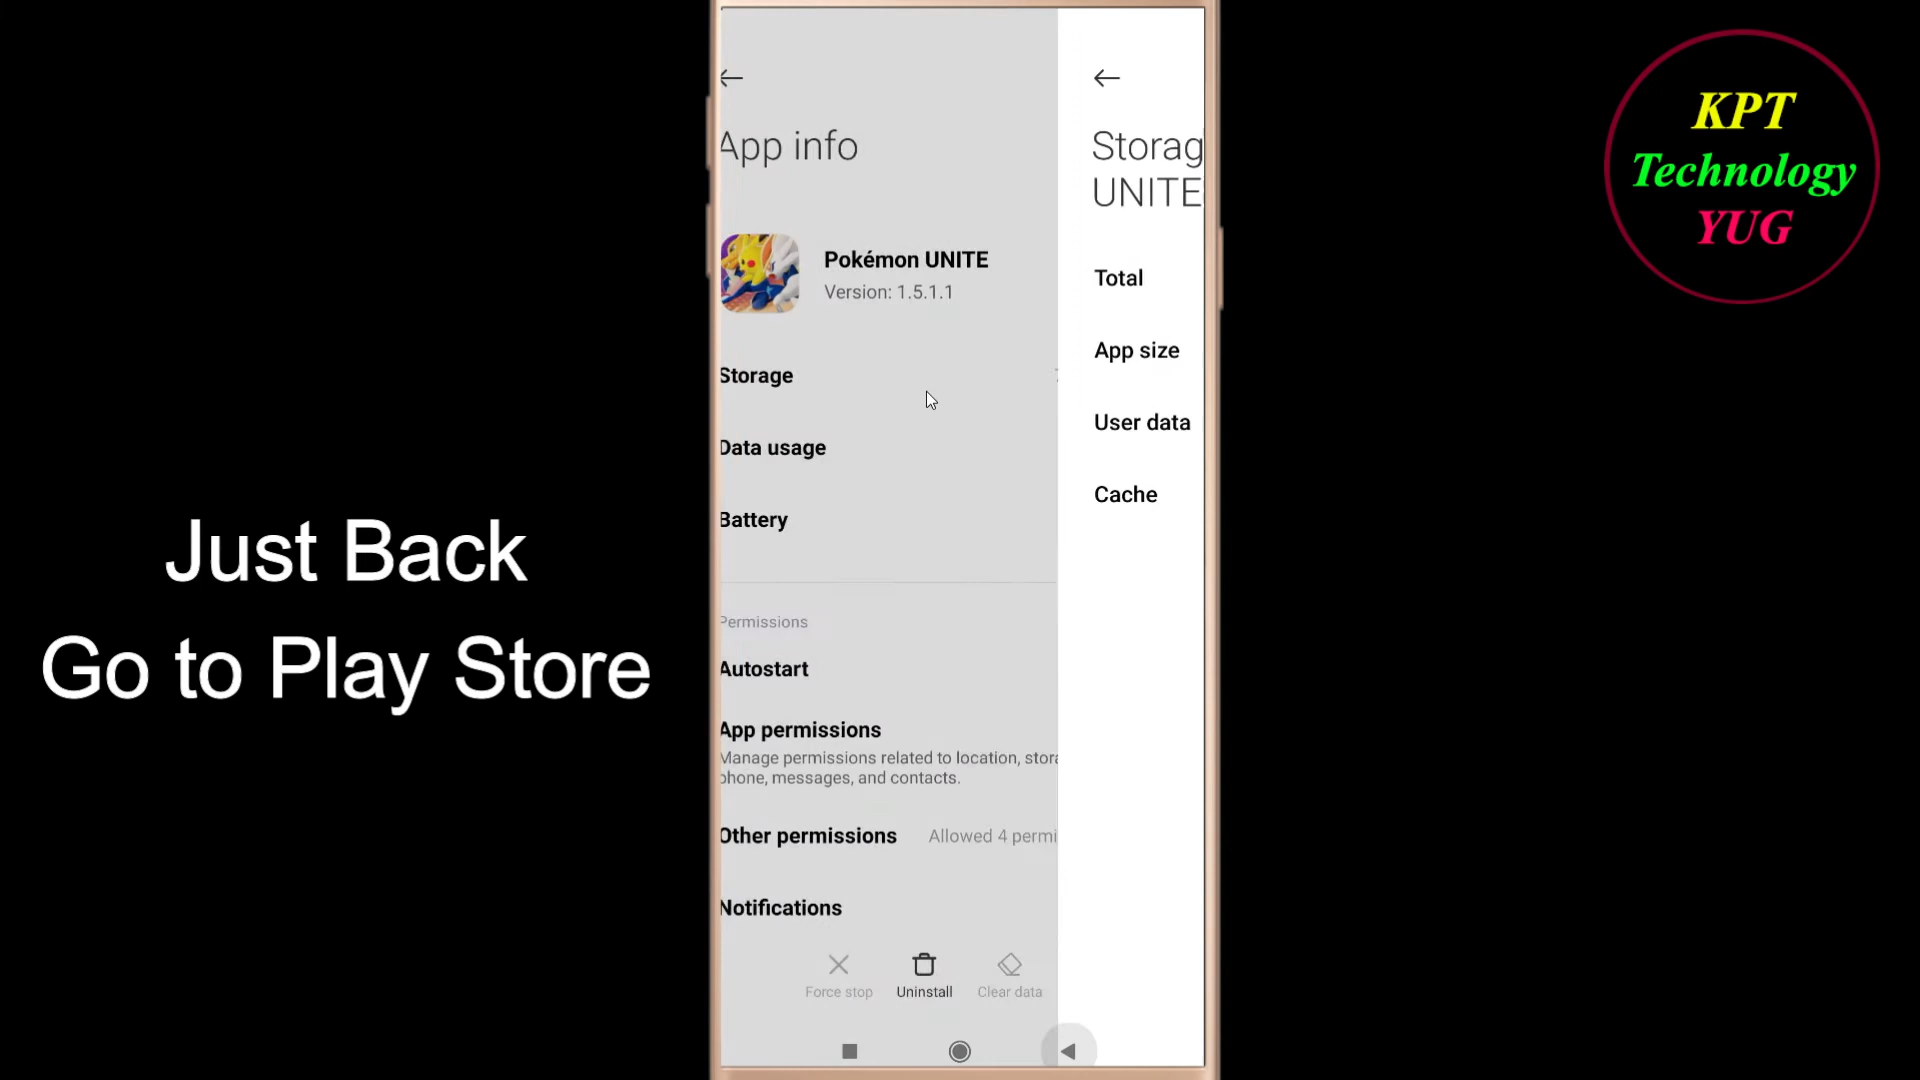 App info
Pokémon UNITE
Version: 1.5.1.1
Storage
Data usage
Battery
Permissions
Autostart
App permissions
Manage permissions related to location, stora
phone, messages, and contacts.
Other permissions Allowed 4 permi
Notifications
Force stop Uninstall Clear data
Storag
UNITE
Total
App size
User data
Cache
Just Back
Go to Play Store
KPT
Technology
YUG